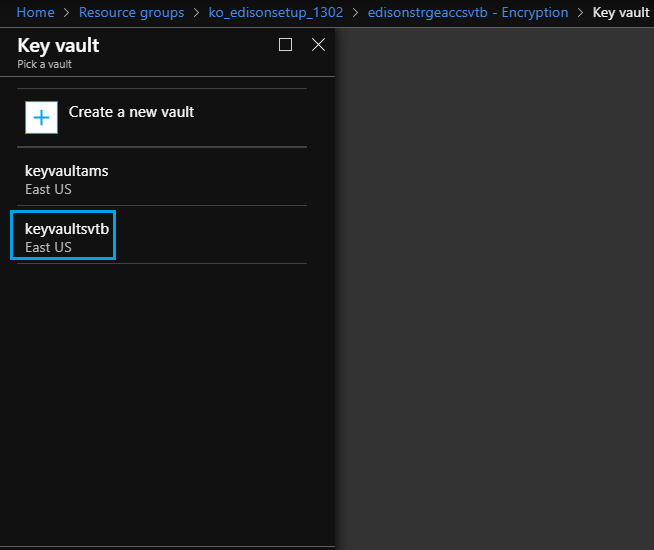 Home > Resource groups > ko_edisonsetup_1302 > edisonstrgeaccsvtb - Encryption > Key vault
Key vault
Pick a vault
Create a new vault
keyvaultams
East US
keyvaultsvtb
East US